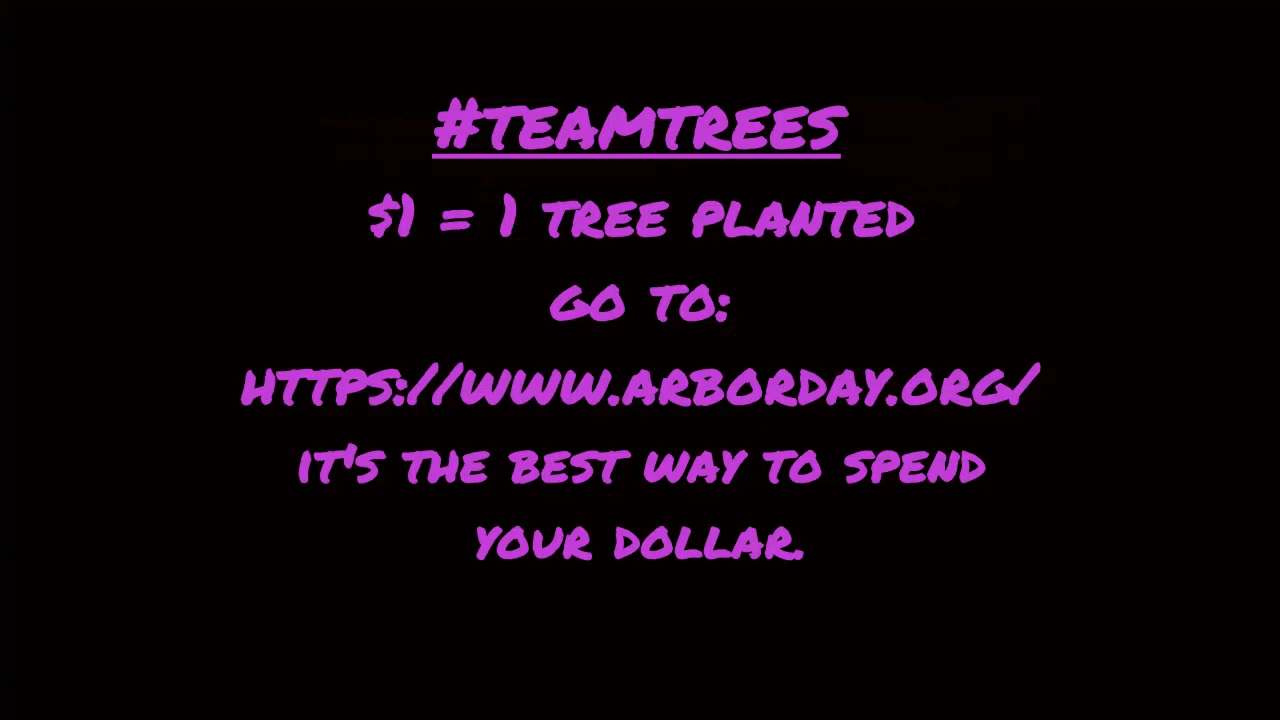 #TEAMTREES
$1 = 1 TREE PLANTED
GO TO:
HTTPS://WWW.ARBORDAY.ORG/
IT'S THE BEST WAY TO SPEND
YOUR DOLLAR.